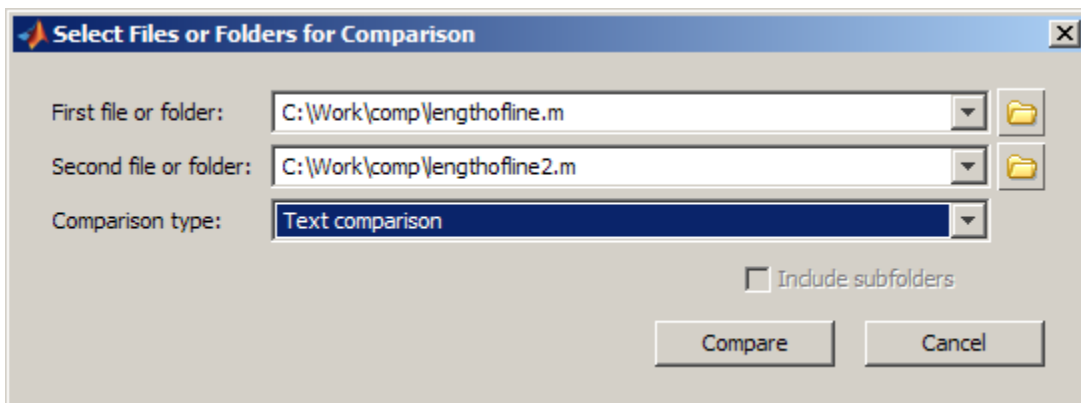 Select Files or Folders for Comparison
First file or folder: C:\Work\comp\lengthofline.m
Second file or folder: C:\Work\comp\lengthofline2.m
Comparison type: Text comparison
Include subfolders
Compare Cancel